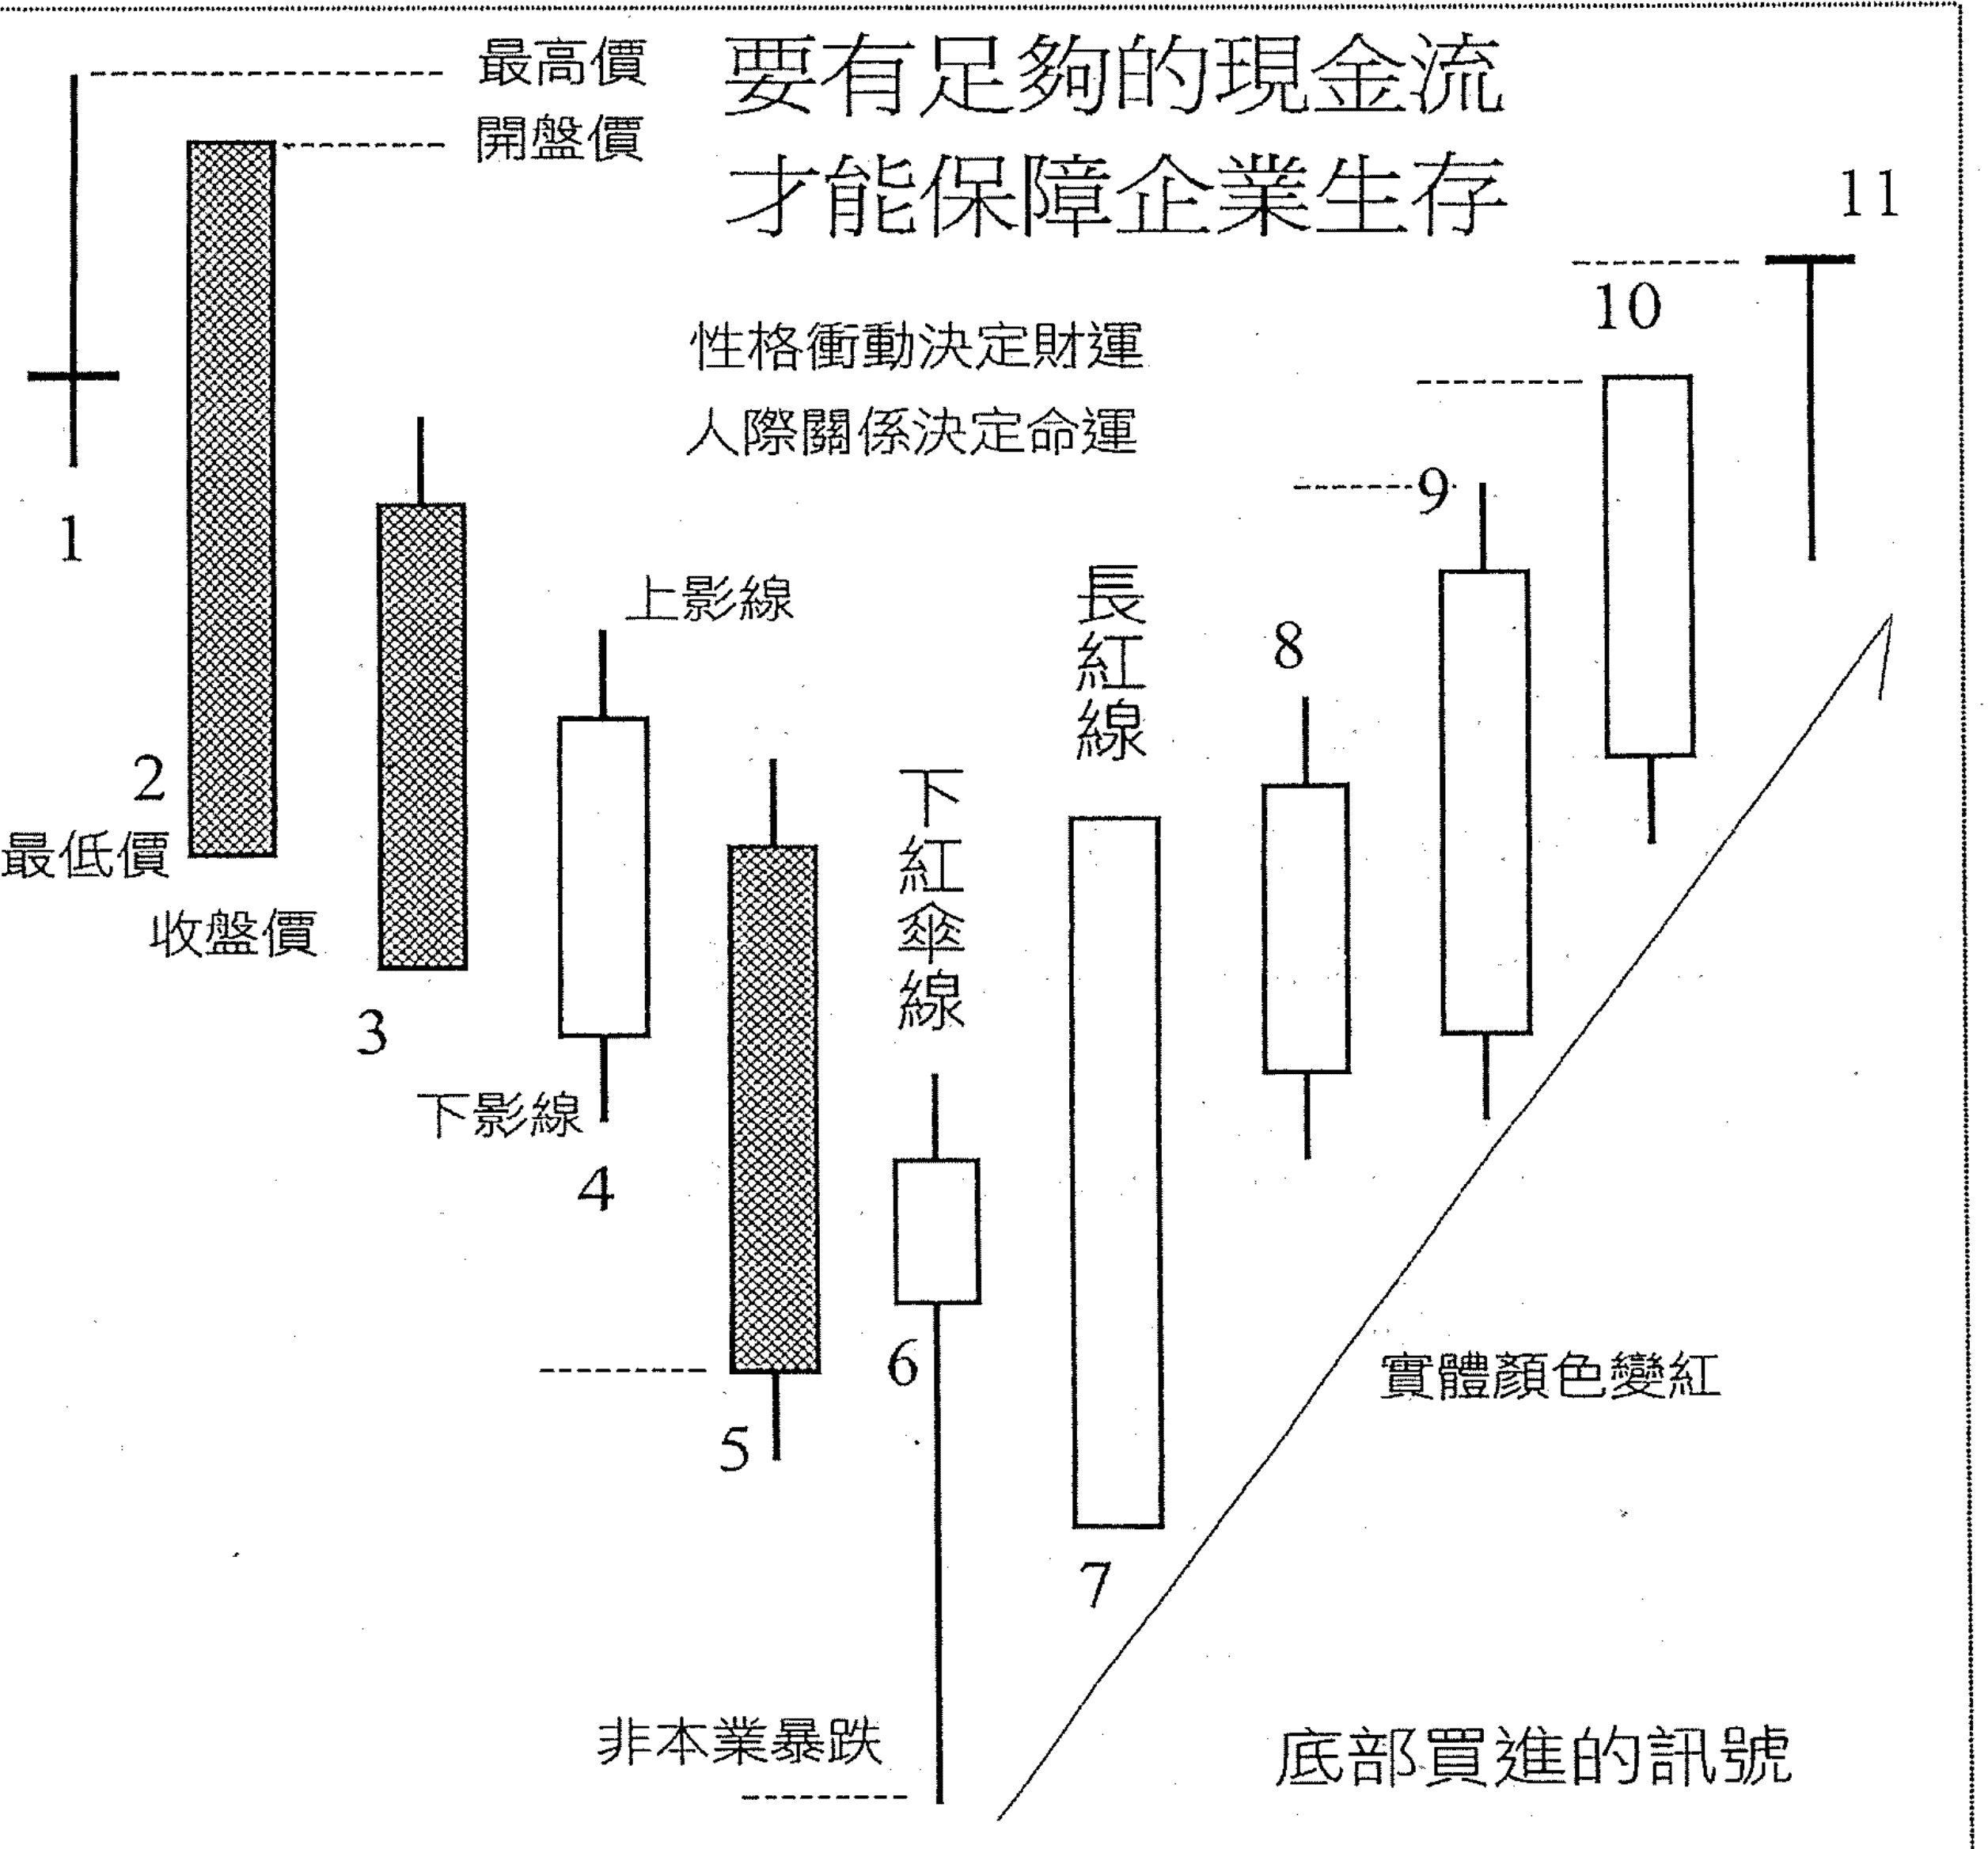 最高價
開盤價
要有足夠的現金流
才能保障企業生存
11
10
性格衝動決定財運
人際關係決定命運
9
1
長紅線
上影線
8
2
下紅傘線
最低價
收盤價
3
下影線
4
6
實體顏色變紅
5
7
非本業暴跌
底部買進的訊號